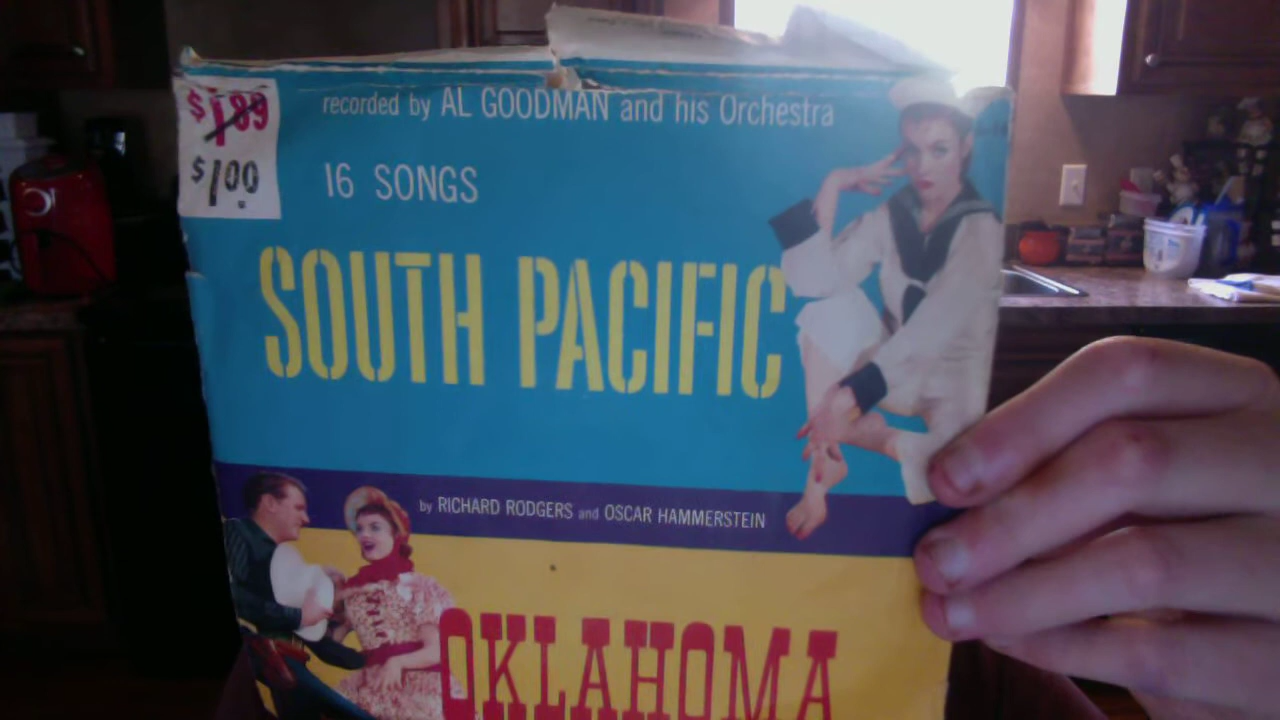 $1.89
$1.00
recorded by AL GOODMAN and his Orchestra
16 SONGS
SOUTH PACIFIC
by RICHARD RODGERS and OSCAR HAMMERSTEIN
OKLAHOMA